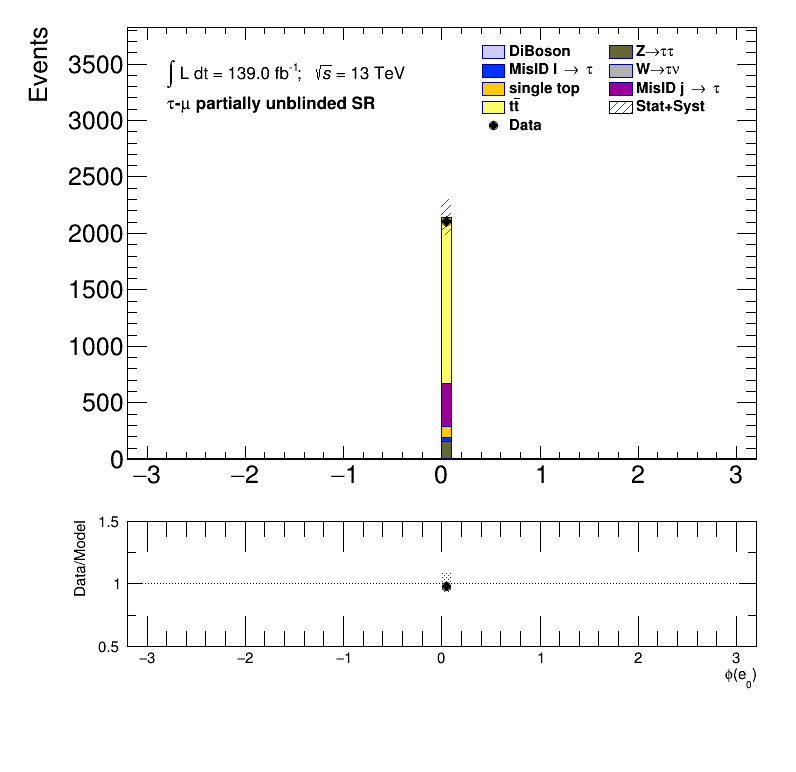 Events
3500
3000
2500
2000
1500
1000
500
0
∫ L dt = 139.0 fb⁻¹; √s = 13 TeV
τ-μ partially unblinded SR
DiBoson
MisID l → τ
single top
tt̄
Data
Z→ττ
W→τν
MisID j → τ
Stat+Syst
−3 −2 −1 0 1 2 3
Data/Model
1.5
1
0.5
−3 −2 −1 0 1 2 3
ϕ(e₀)